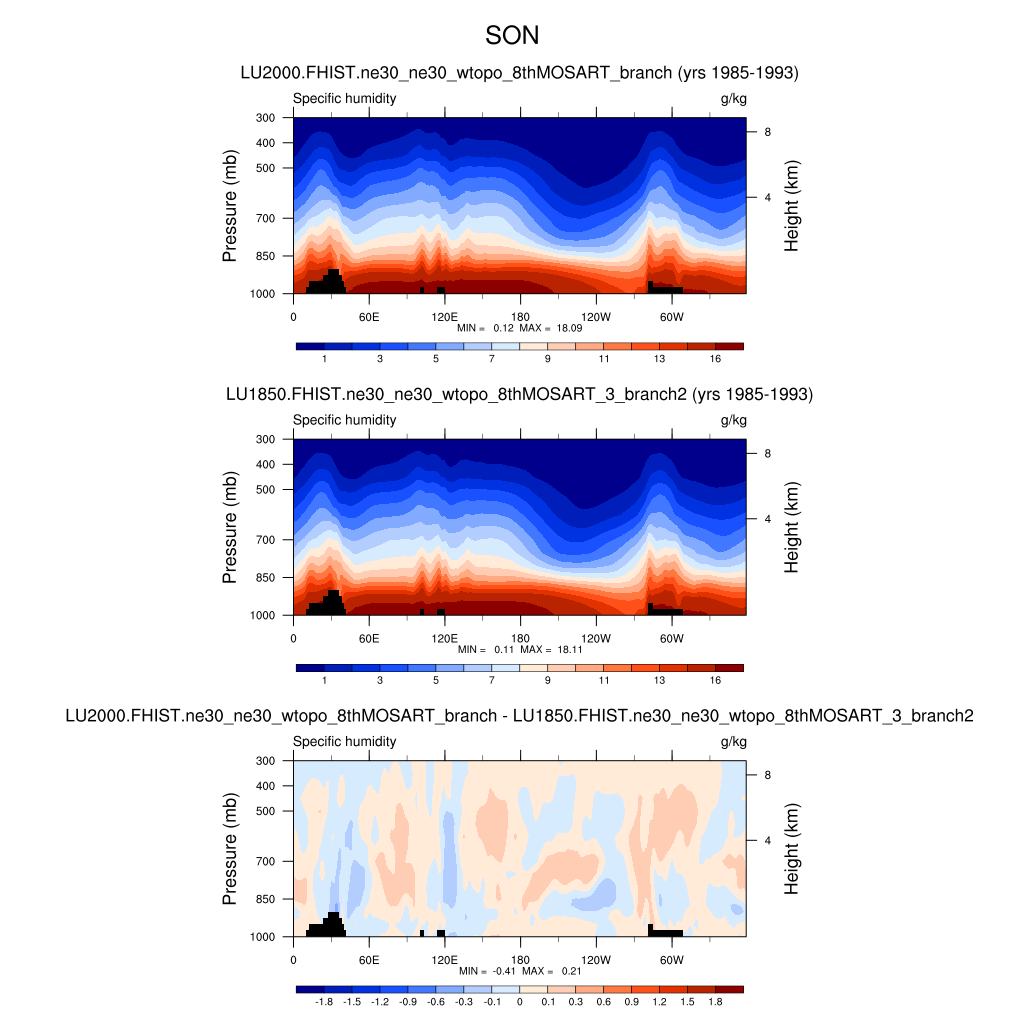 SON
LU2000.FHIST.ne30_ne30_wtopo_8thMOSART_branch (yrs 1985-1993)
Specific humidity g/kg
300
400
500
700
850
1000
Pressure (mb)
8
4
Height (km)
0 60E 120E 180 120W 60W
MIN = 0.12 MAX = 18.09
1 3 5 7 9 11 13 16
LU1850.FHIST.ne30_ne30_wtopo_8thMOSART_3_branch2 (yrs 1985-1993)
Specific humidity g/kg
300
400
500
700
850
1000
Pressure (mb)
8
4
Height (km)
0 60E 120E 180 120W 60W
MIN = 0.11 MAX = 18.11
1 3 5 7 9 11 13 16
LU2000.FHIST.ne30_ne30_wtopo_8thMOSART_branch - LU1850.FHIST.ne30_ne30_wtopo_8thMOSART_3_branch2
Specific humidity g/kg
300
400
500
700
850
1000
Pressure (mb)
8
4
Height (km)
0 60E 120E 180 120W 60W
MIN = -0.41 MAX = 0.21
-1.8 -1.5 -1.2 -0.9 -0.6 -0.3 -0.1 0 0.1 0.3 0.6 0.9 1.2 1.5 1.8